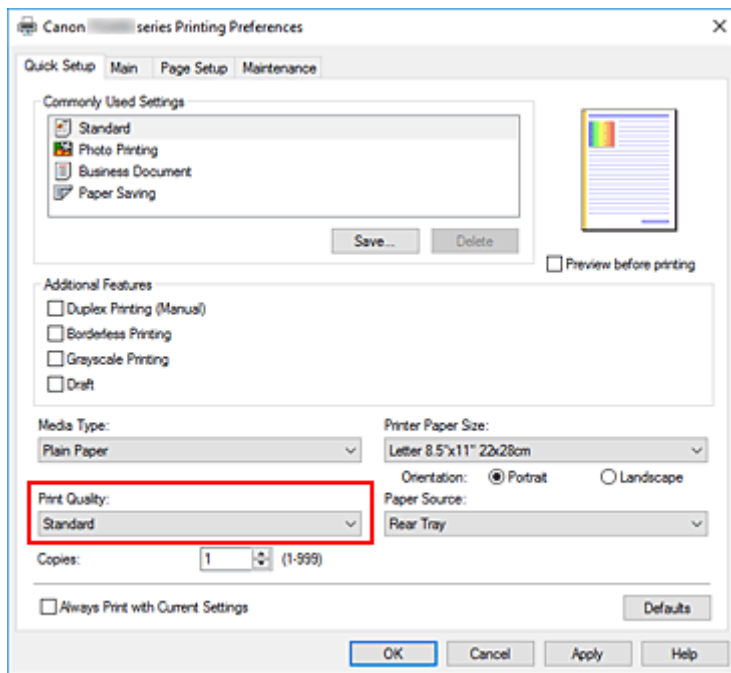 Canon series Printing Preferences
Quick Setup Main Page Setup Maintenance
Commonly Used Settings
Standard
Photo Printing
Business Document
Paper Saving
Save... Delete
Preview before printing
Additional Features
Duplex Printing (Manual)
Borderless Printing
Grayscale Printing
Draft
Media Type: Printer Paper Size:
Plain Paper Letter 8.5"x11" 22x28cm
Orientation: Portrait Landscape
Print Quality: Paper Source:
Standard Rear Tray
Copies: 1 (1-999)
Always Print with Current Settings Defaults
OK Cancel Apply Help